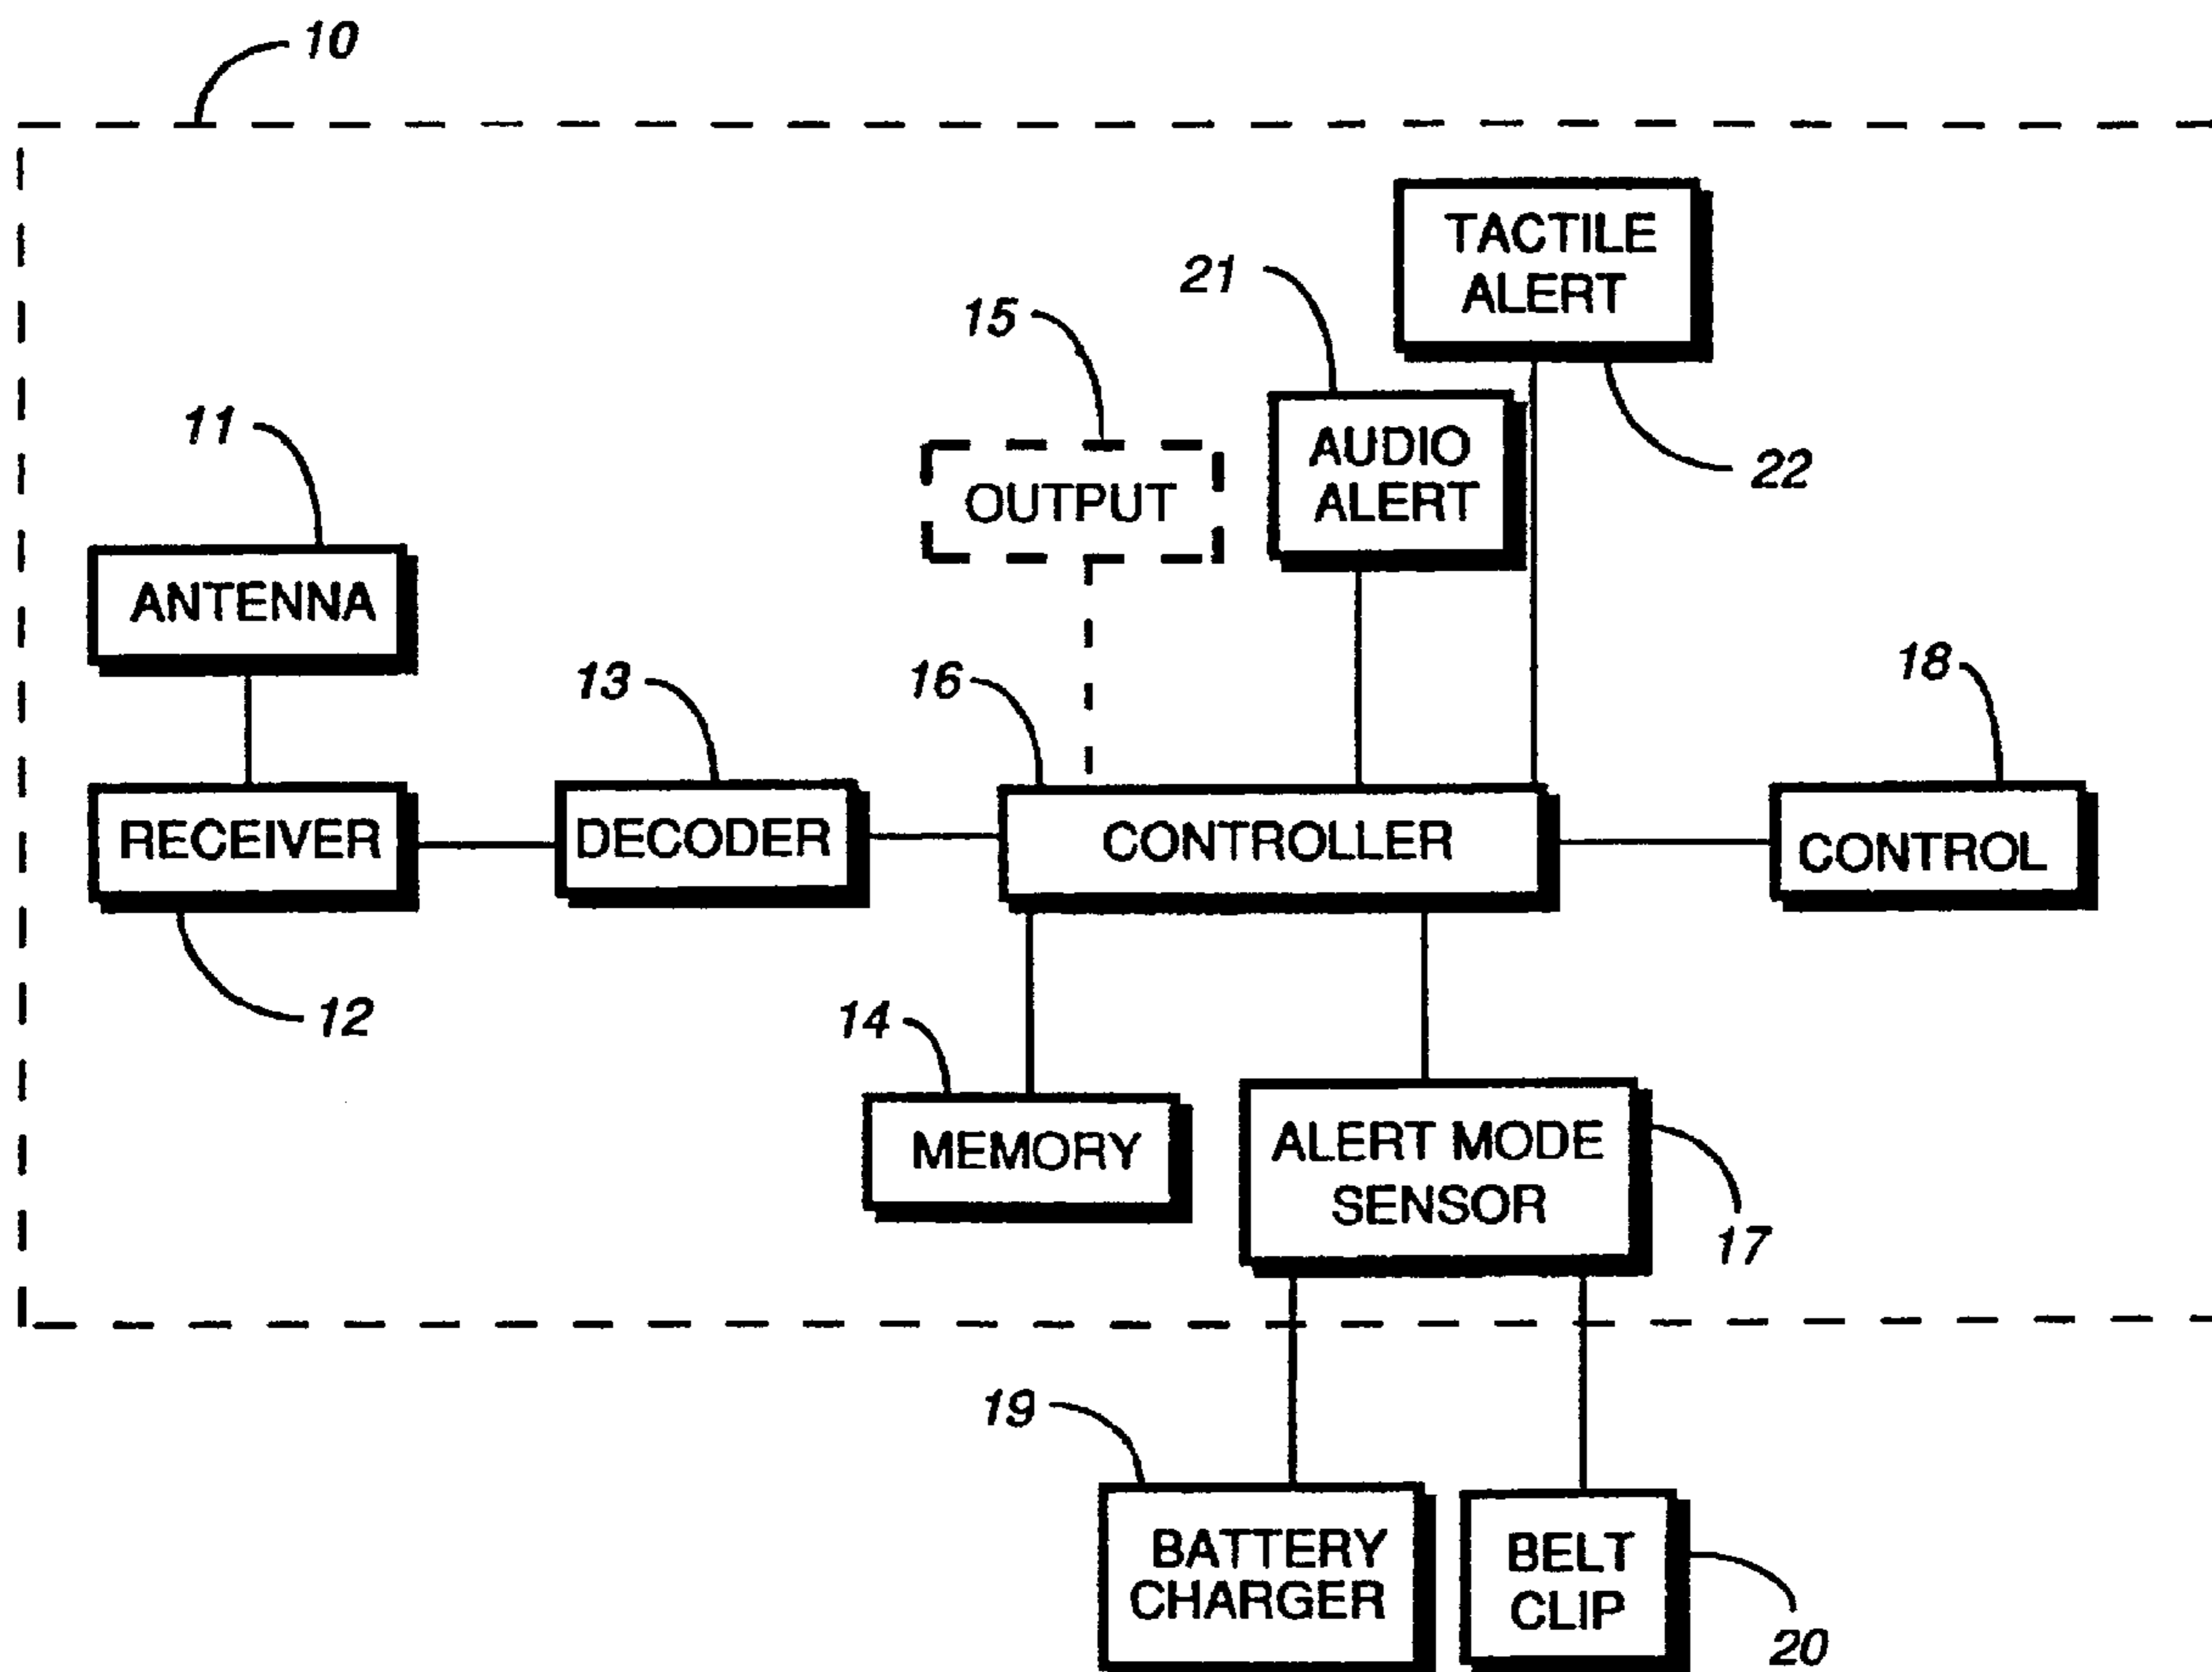 10
TACTILE
ALERT
21
15
AUDIO
ALERT
22
11
OUTPUT
ANTENNA
13
16
18
RECEIVER
DECODER
CONTROLLER
CONTROL
12
14
MEMORY
ALERT MODE
SENSOR
17
19
BATTERY
CHARGER
BELT
CLIP
20